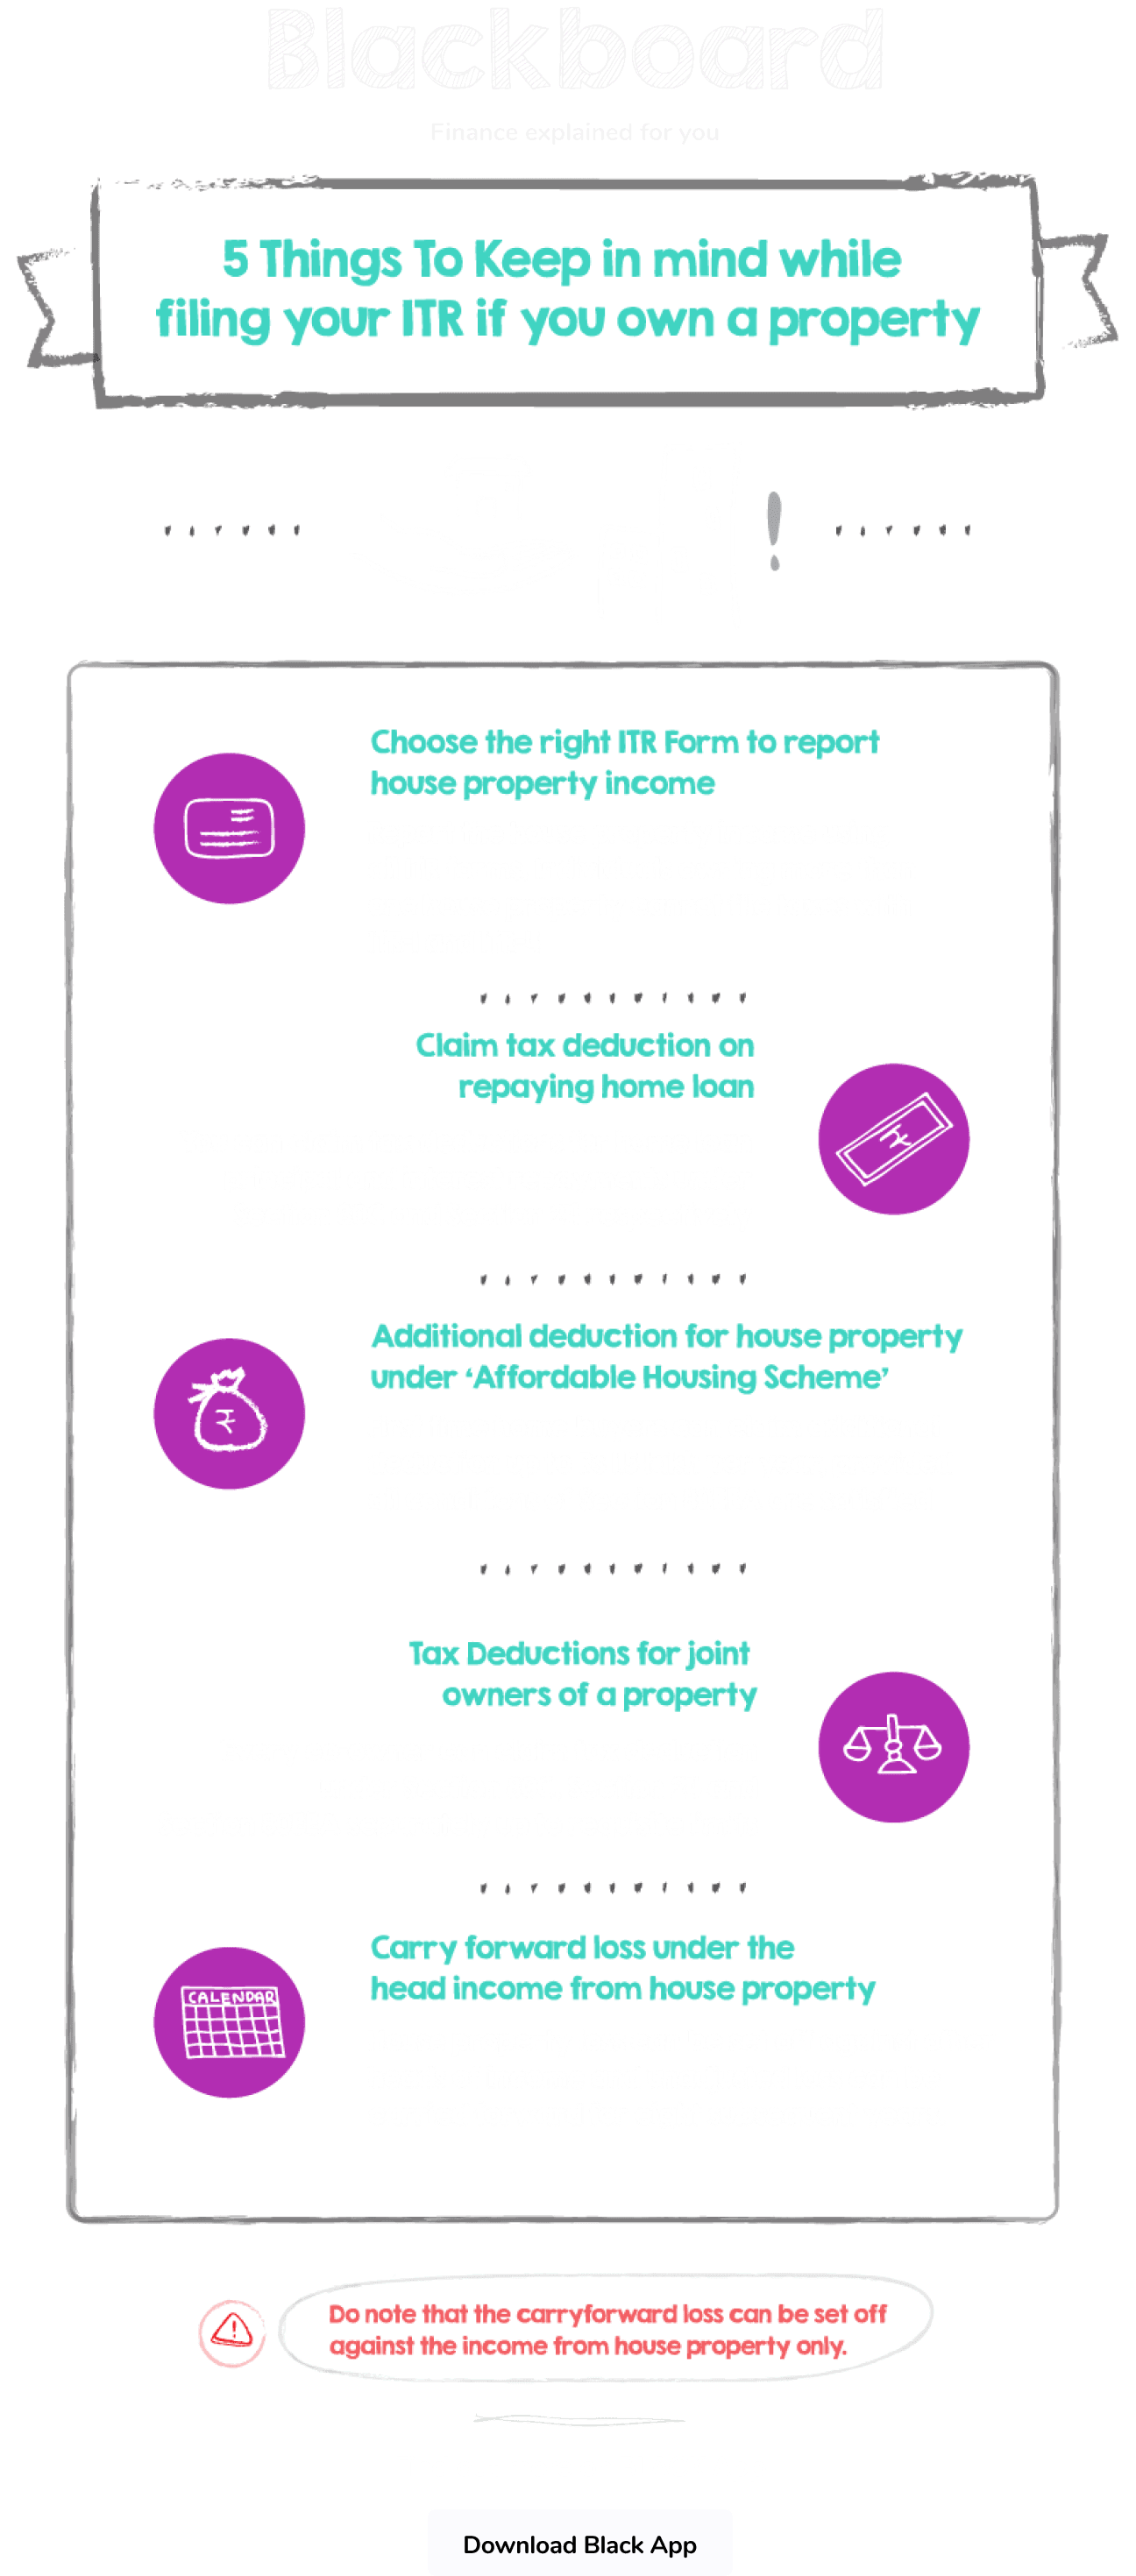 Blackboard
Finance explained for you
5 Things To Keep in mind while
filing your ITR if you own a property
!
Choose the right ITR Form to report
house property income
Claim tax deduction on
repaying home loan
₹
Additional deduction for house property
under ‘Affordable Housing Scheme’
₹
Tax Deductions for joint
owners of a property
Carry forward loss under the
head income from house property
CALENDAR
Do note that the carryforward loss can be set off
against the income from house property only.
Download Black App